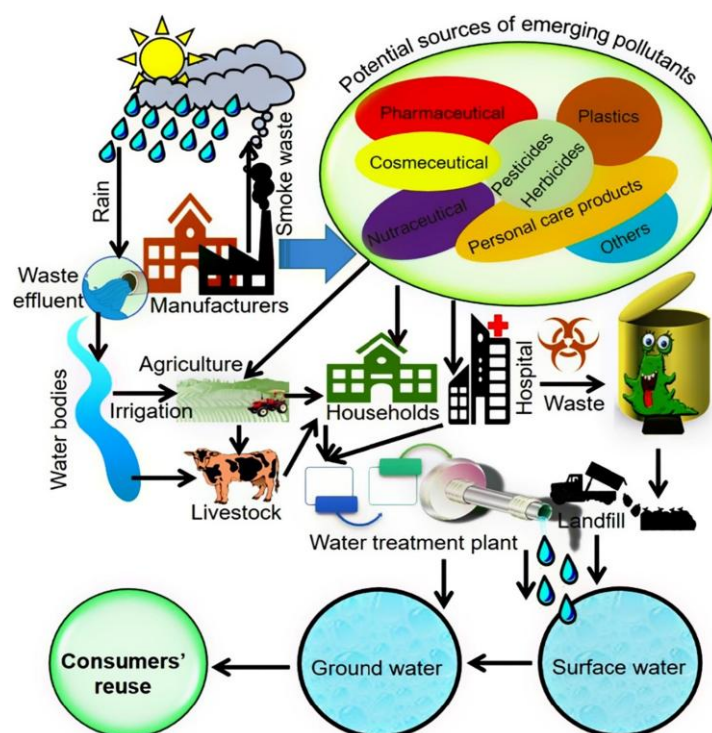 Potential sources of emerging pollutants
Pharmaceutical
Plastics
Cosmeceutical
Pesticides
Herbicides
Nutraceutical
Personal care products
Others
Rain
Smoke waste
Waste
effluent
Manufacturers
Agriculture
Irrigation
Water bodies
Households
Hospital
Waste
Livestock
Landfill
Water treatment plant
Consumers'
reuse
Ground water
Surface water